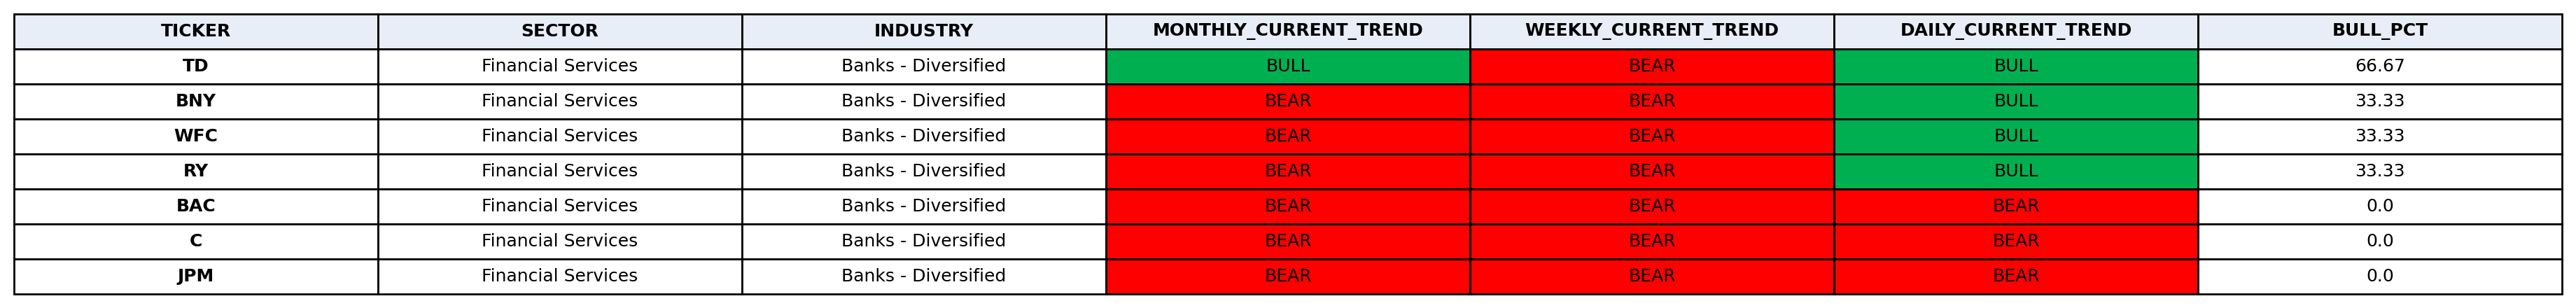 TICKER SECTOR INDUSTRY MONTHLY_CURRENT_TREND WEEKLY_CURRENT_TREND DAILY_CURRENT_TREND BULL_PCT
TD Financial Services Banks - Diversified BULL BEAR BULL 66.67
BNY Financial Services Banks - Diversified BEAR BEAR BULL 33.33
WFC Financial Services Banks - Diversified BEAR BEAR BULL 33.33
RY Financial Services Banks - Diversified BEAR BEAR BULL 33.33
BAC Financial Services Banks - Diversified BEAR BEAR BEAR 0.0
C Financial Services Banks - Diversified BEAR BEAR BEAR 0.0
JPM Financial Services Banks - Diversified BEAR BEAR BEAR 0.0